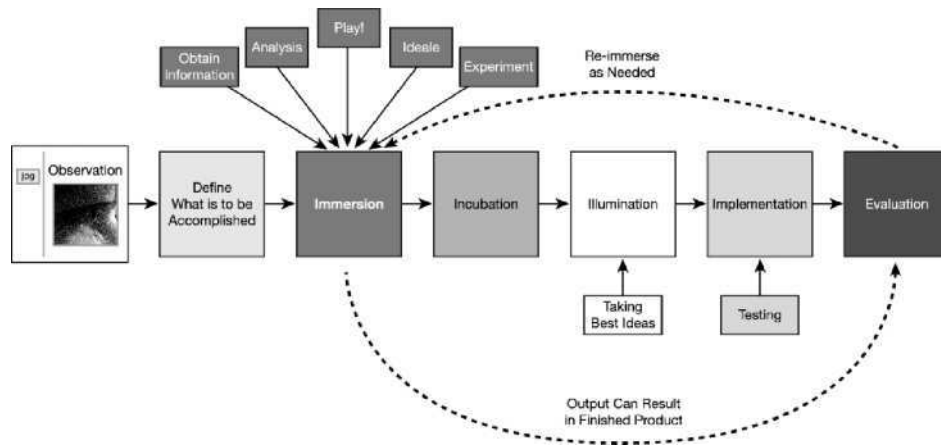 Play!
Analysis
Ideale
Obtain
Information
Experiment
Re-immerse
as Needed
jpg
Observation
Define
What is to be
Accomplished
Immersion
Incubation
Illumination
Implementation
Evaluation
Taking
Best Ideas
Testing
Output Can Result
in Finished Product